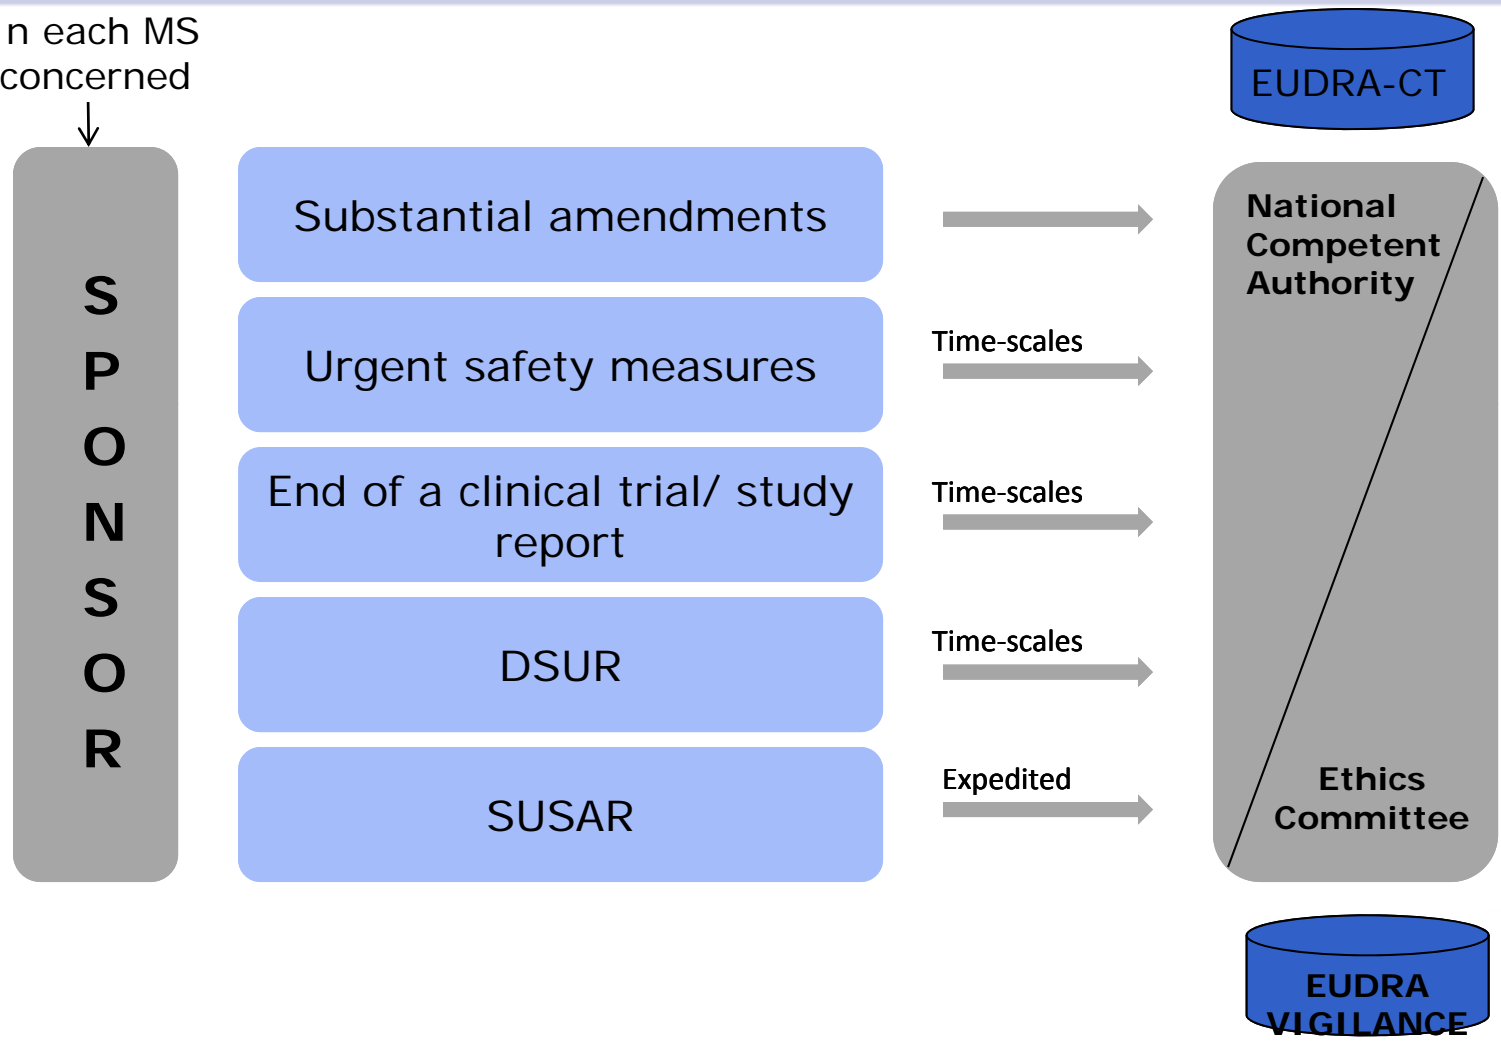 n each MS
concerned
EUDRA-CT
S
P
O
N
S
O
R
Substantial amendments
National
Competent
Authority
Urgent safety measures
Time-scales
End of a clinical trial/ study
report
Time-scales
DSUR
Time-scales
SUSAR
Expedited
Ethics
Committee
EUDRA
VIGILANCE